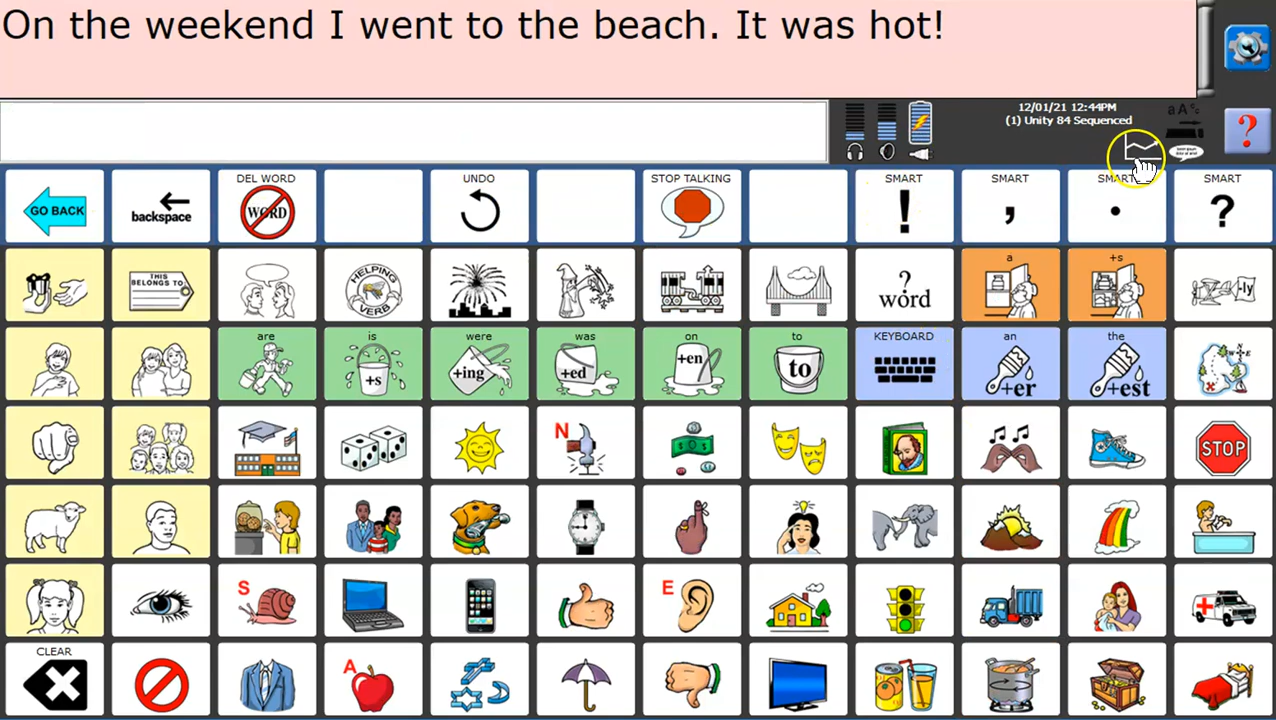 On the weekend I went to the beach. It was hot!
12/01/21 12:44PM
(1) Unity 84 Sequenced
aA°c
?
GO BACK
backspace
DEL WORD
WORD
UNDO
STOP TALKING
SMART
!
SMART
,
SMART
.
SMART
?
THIS BELONGS TO
HELPING VERB
? word
a
+s
-ly
are
is
+s
were
+ing
was
+ed
on
+en
to
to
KEYBOARD
an
+er
the
+est
W N E
X
N
STOP
S
E
CLEAR
A